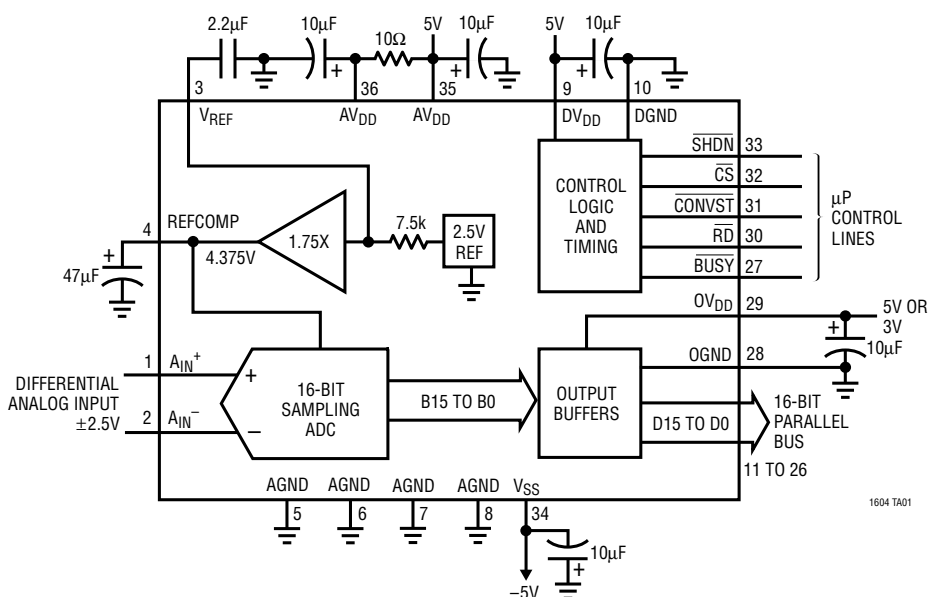 2.2µF
10µF
10Ω
5V
10µF
5V
10µF
+
+
+
3
36
35
9
10
VREF
AVDD
AVDD
DVDD
DGND
SHDN 33
CS 32
CONVST 31
RD 30
BUSY 27
CONTROL
LOGIC
AND
TIMING
µP
CONTROL
LINES
4
REFCOMP
4.375V
1.75X
7.5k
2.5V
REF
+
47µF
OVDD 29
5V OR
3V
+
10µF
OGND 28
1 AIN+
DIFFERENTIAL
ANALOG INPUT
±2.5V
2 AIN−
+
−
16-BIT
SAMPLING
ADC
B15 TO B0
OUTPUT
BUFFERS
D15 TO D0
16-BIT
PARALLEL
BUS
11 TO 26
AGND
AGND
AGND
AGND
VSS
5
6
7
8
34
10µF
+
−5V
1604 TA01